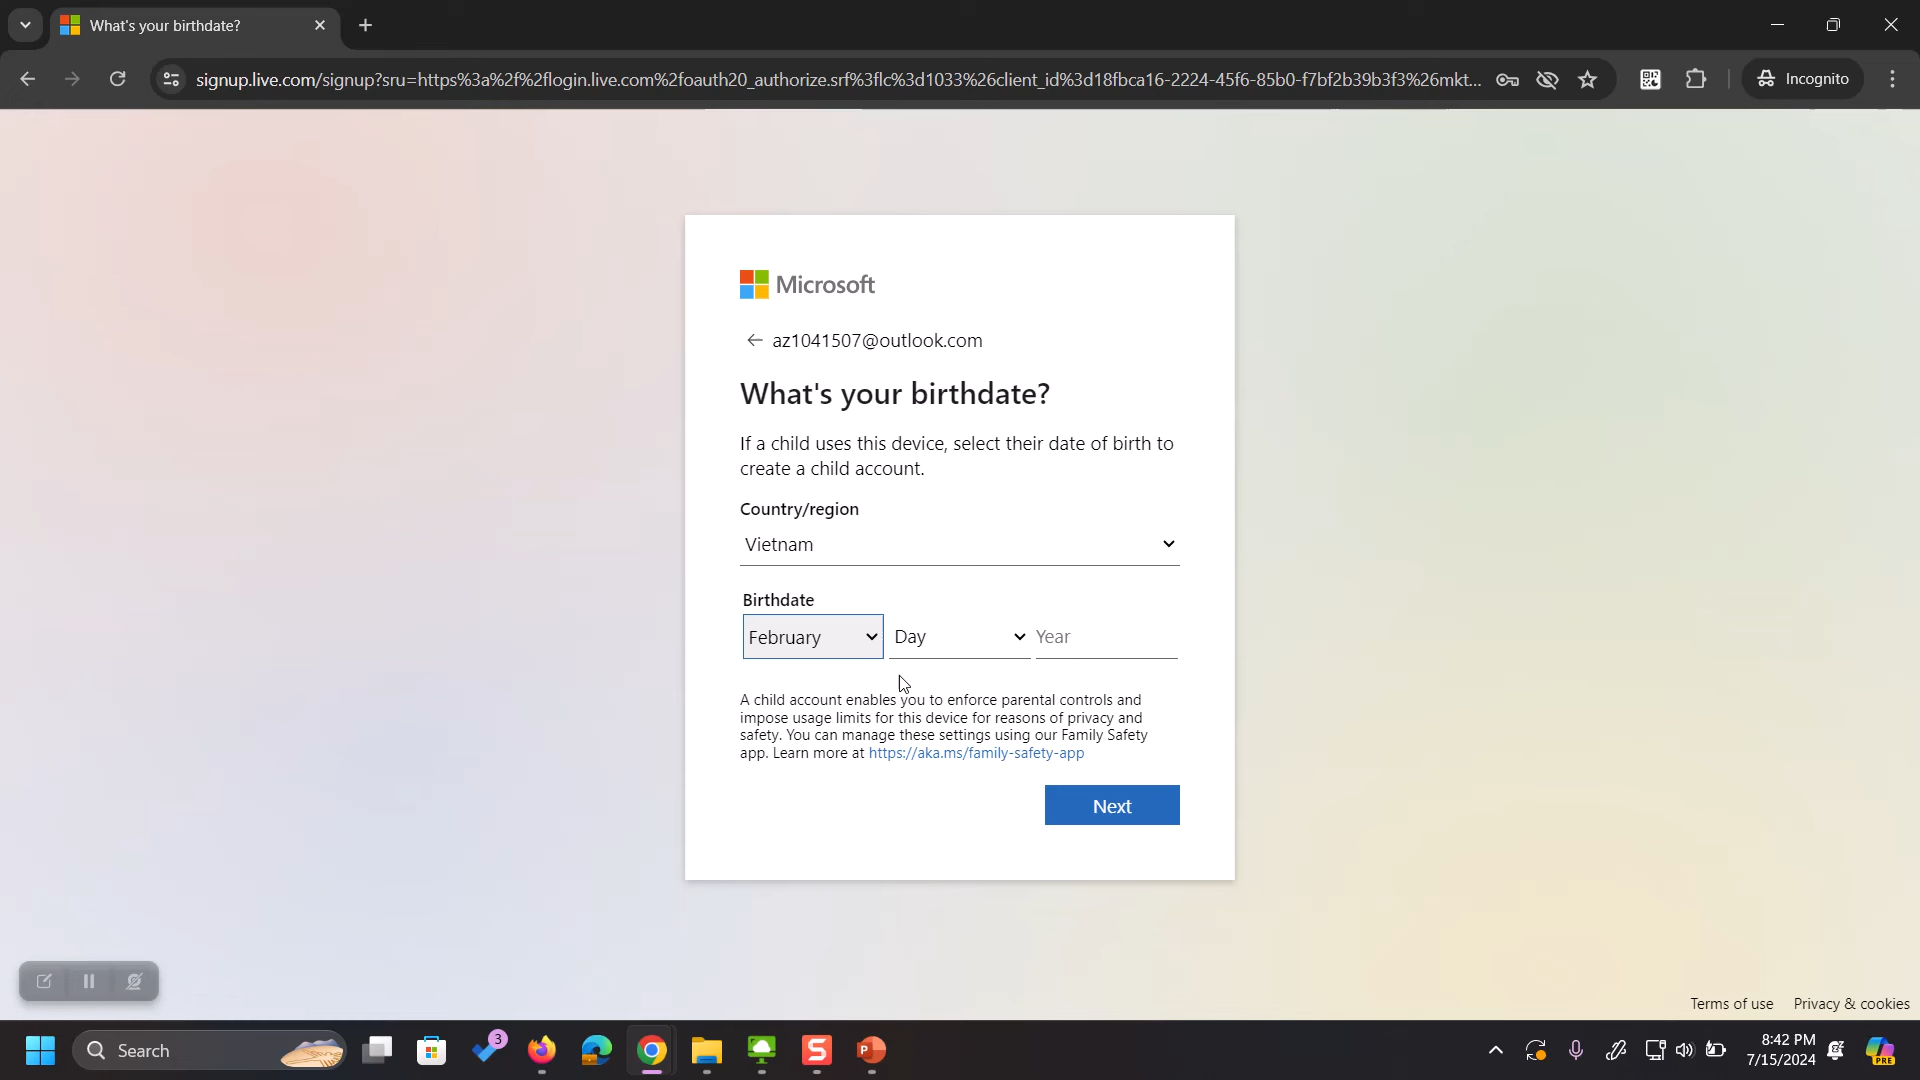 What's your birthdate?
signup.live.com/signup?sru=https%3a%2f%2flogin.live.com%2foauth20_authorize.srf%3flc%3d1033%26client_id%3d18fbca16-2224-45f6-85b0-f7bf2b39b3f3%26mkt...
Incognito
Microsoft
az1041507@outlook.com
What's your birthdate?
If a child uses this device, select their date of birth to
create a child account.
Country/region
Vietnam
Birthdate
February Day Year
A child account enables you to enforce parental controls and
impose usage limits for this device for reasons of privacy and
safety. You can manage these settings using our Family Safety
app. Learn more at https://aka.ms/family-safety-app
Next
Terms of use Privacy & cookies
Search
3
S
P
8:42 PM
7/15/2024
PRE